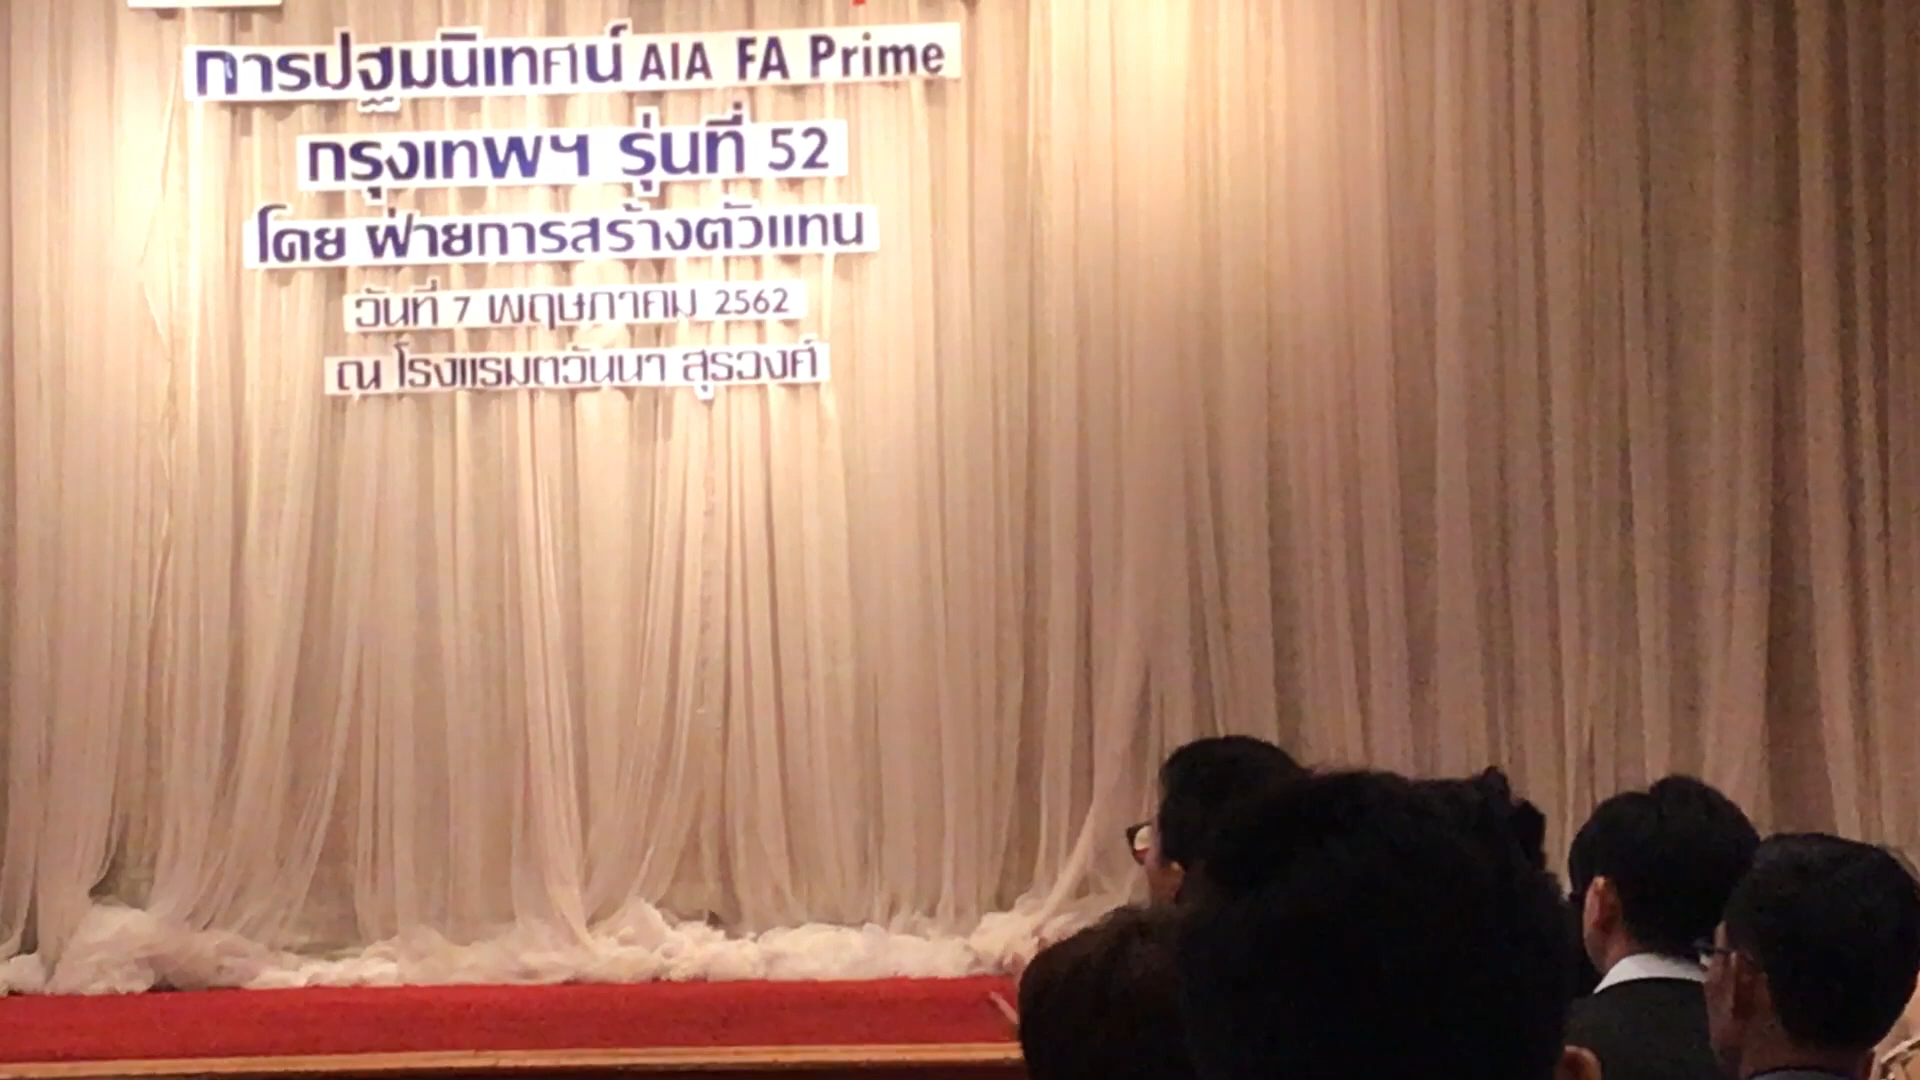 การปฐมนิเทศน์ AIA FA Prime
กรุงเทพฯ รุ่นที่ 52
โดย ฝ่ายการสร้างตัวแทน
วันที่ 7 พฤษภาคม 2562
ณ โรงแรมตวันนา สุรวงศ์